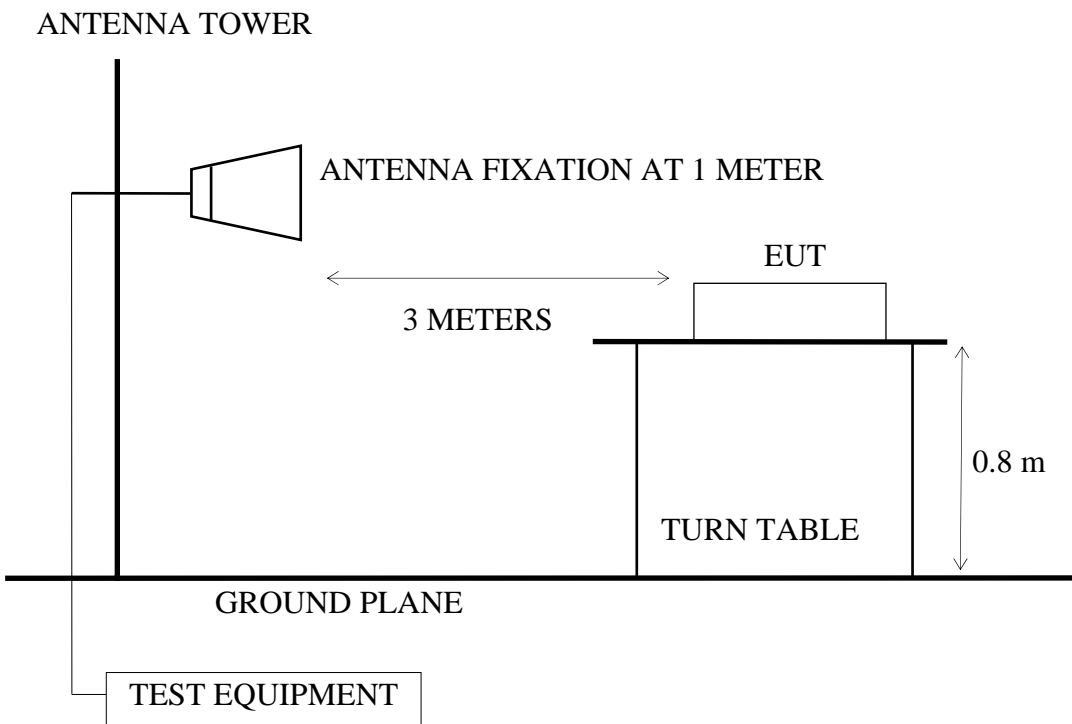 ANTENNA TOWER
ANTENNA FIXATION AT 1 METER
EUT
3 METERS
0.8 m
TURN TABLE
GROUND PLANE
TEST EQUIPMENT